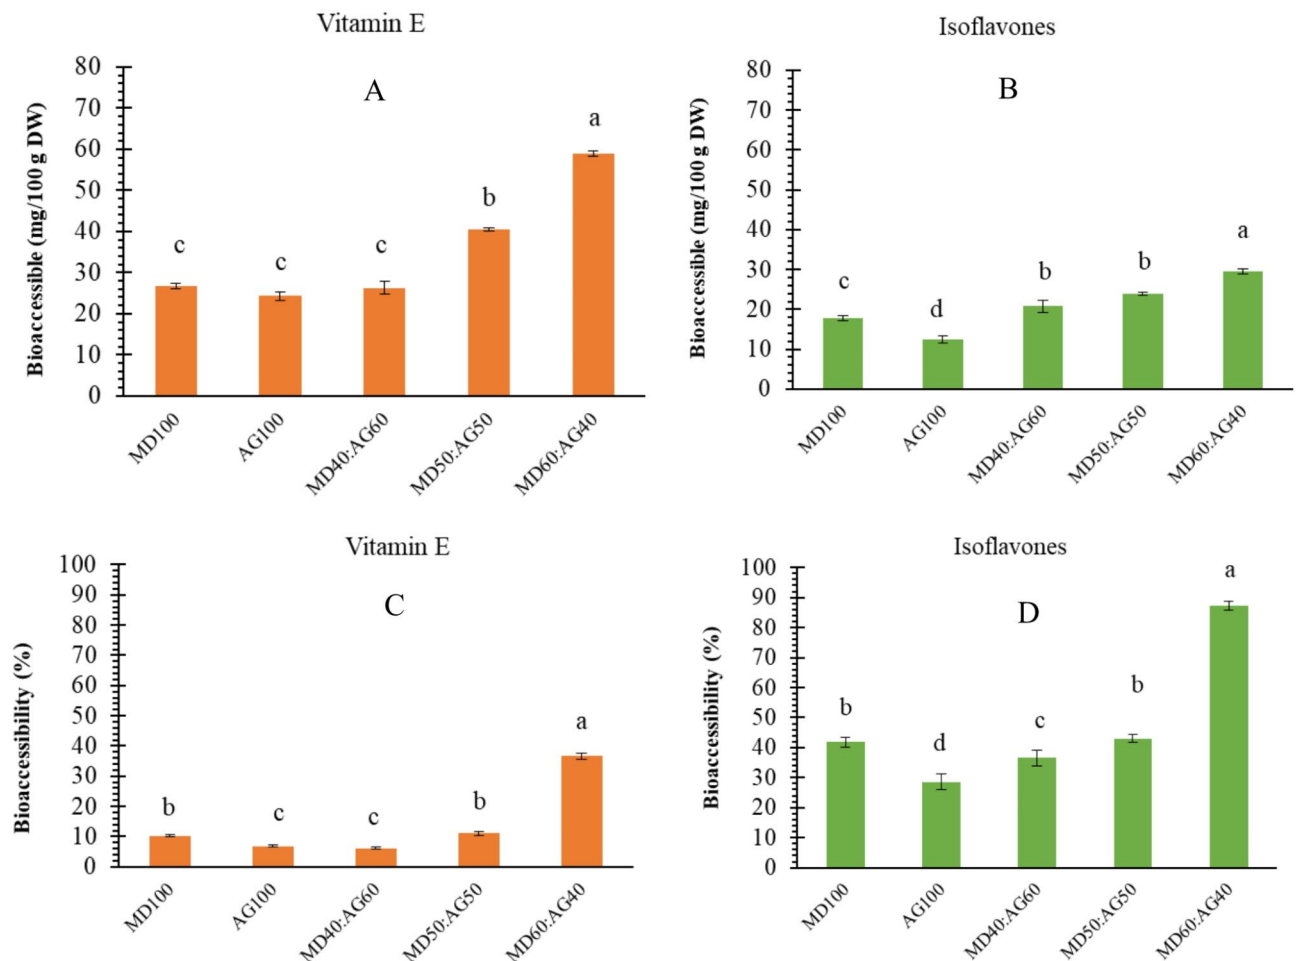 Vitamin E
A
Bioaccessible (mg/100 g DW)
80
70
60
50
40
30
20
10
0
c
c
c
b
a
MD100
AG100
MD40:AG60
MD50:AG50
MD60:AG40
Isoflavones
B
Bioaccessible (mg/100 g DW)
80
70
60
50
40
30
20
10
0
c
d
b
b
a
MD100
AG100
MD40:AG60
MD50:AG50
MD60:AG40
Vitamin E
C
Bioaccessibility (%)
100
90
80
70
60
50
40
30
20
10
0
b
c
c
b
a
MD100
AG100
MD40:AG60
MD50:AG50
MD60:AG40
Isoflavones
D
Bioaccessibility (%)
100
90
80
70
60
50
40
30
20
10
0
b
d
c
b
a
MD100
AG100
MD40:AG60
MD50:AG50
MD60:AG40